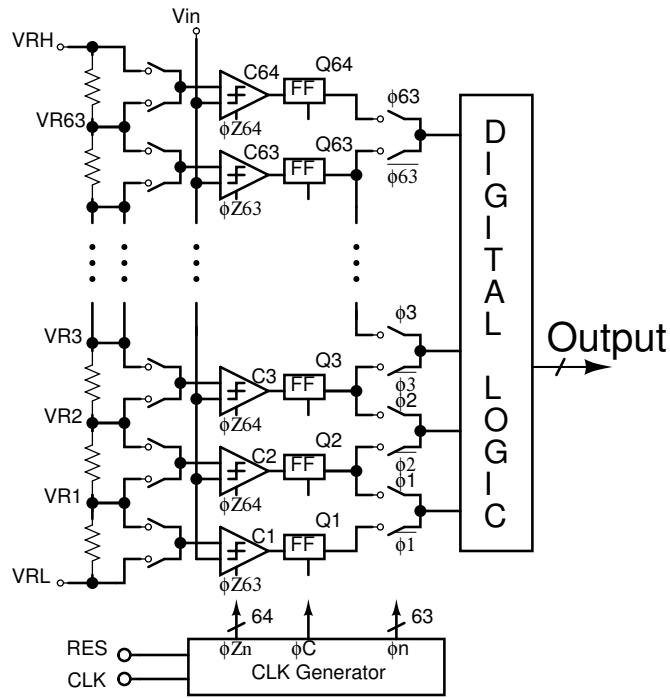 Vin
VRH
C64
Q64
FF
ϕ63
ϕZ64
VR63
C63
Q63
FF
ϕ63
ϕZ63
DIGITAL LOGIC
ϕ3
VR3
C3
Q3
FF
ϕ3
ϕZ64
ϕ2
Output
VR2
C2
Q2
FF
ϕ2
ϕZ64
ϕ1
VR1
C1
Q1
FF
ϕ1
ϕZ63
VRL
64
63
RES
ϕZn
ϕC
ϕn
CLK
CLK Generator